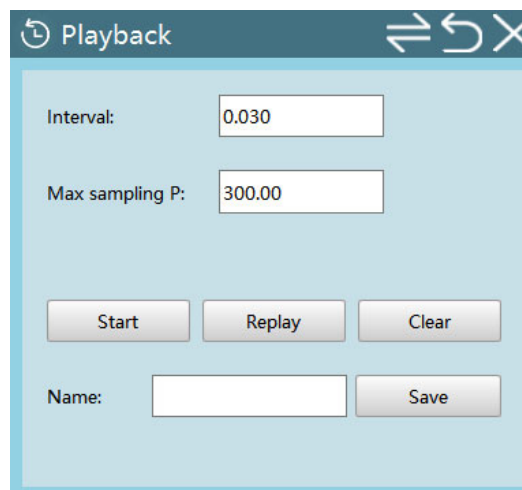 Playback
Interval: 0.030
Max sampling P: 300.00
Start Replay Clear
Name: Save